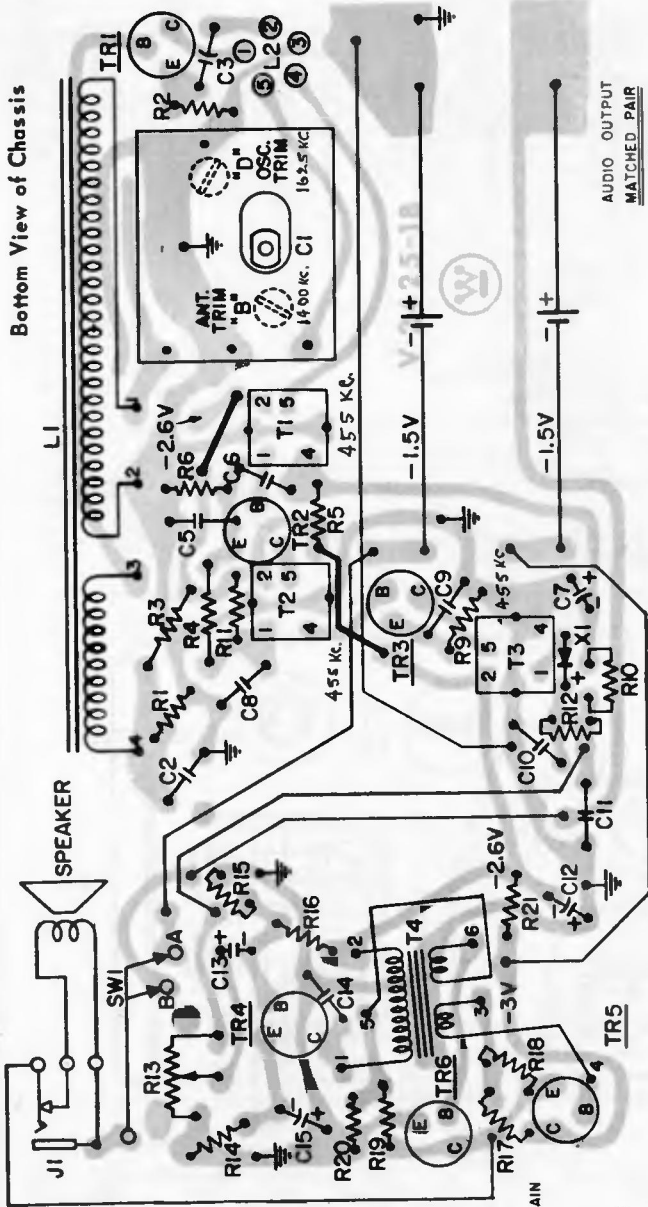 Bottom View of Chassis
L1
SPEAKER
J1
SW1
B
A
4
3
2
1
TR1
B
E
C
C3
R2
L2
1
2
3
4
5
ANT.
TRIM
"B"
1400 KC.
C1
"D"
OSC.
TRIM
1625 KC.
-2.6V
R6
C6
C5
2
1
T1
5
4
455 KC.
E
B
C
TR2
R5
R3
R4
R11
2
1
T2
5
4
455 KC.
R1
C8
C2
R13
R14
R15
C13
+
-
R16
TR4
E
B
C
C14
C15
-
+
R20
R19
TR6
E
B
C
1
2
5
T4
6
3
-3V
4
TR5
E
B
C
R17
R18
AIN
-2.6V
R21
C12
-
+
C11
C10
R12
+
X1
R10
C7
+
-
2
5
T3
1
4
455 KC.
R9
C9
TR3
B
E
C
-1.5V
-
+
-1.5V
-
+
W
AUDIO OUTPUT
MATCHED PAIR